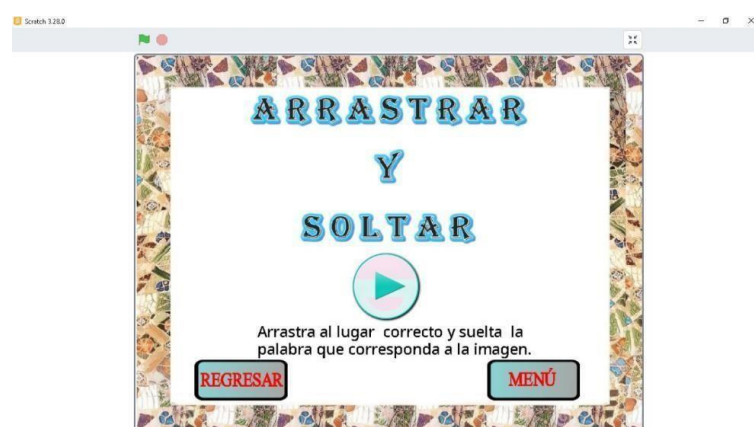 Scratch 3.28.0
ARRASTRAR
Y
SOLTAR
Arrastra al lugar correcto y suelta la
palabra que corresponda a la imagen.
REGRESAR
MENÚ